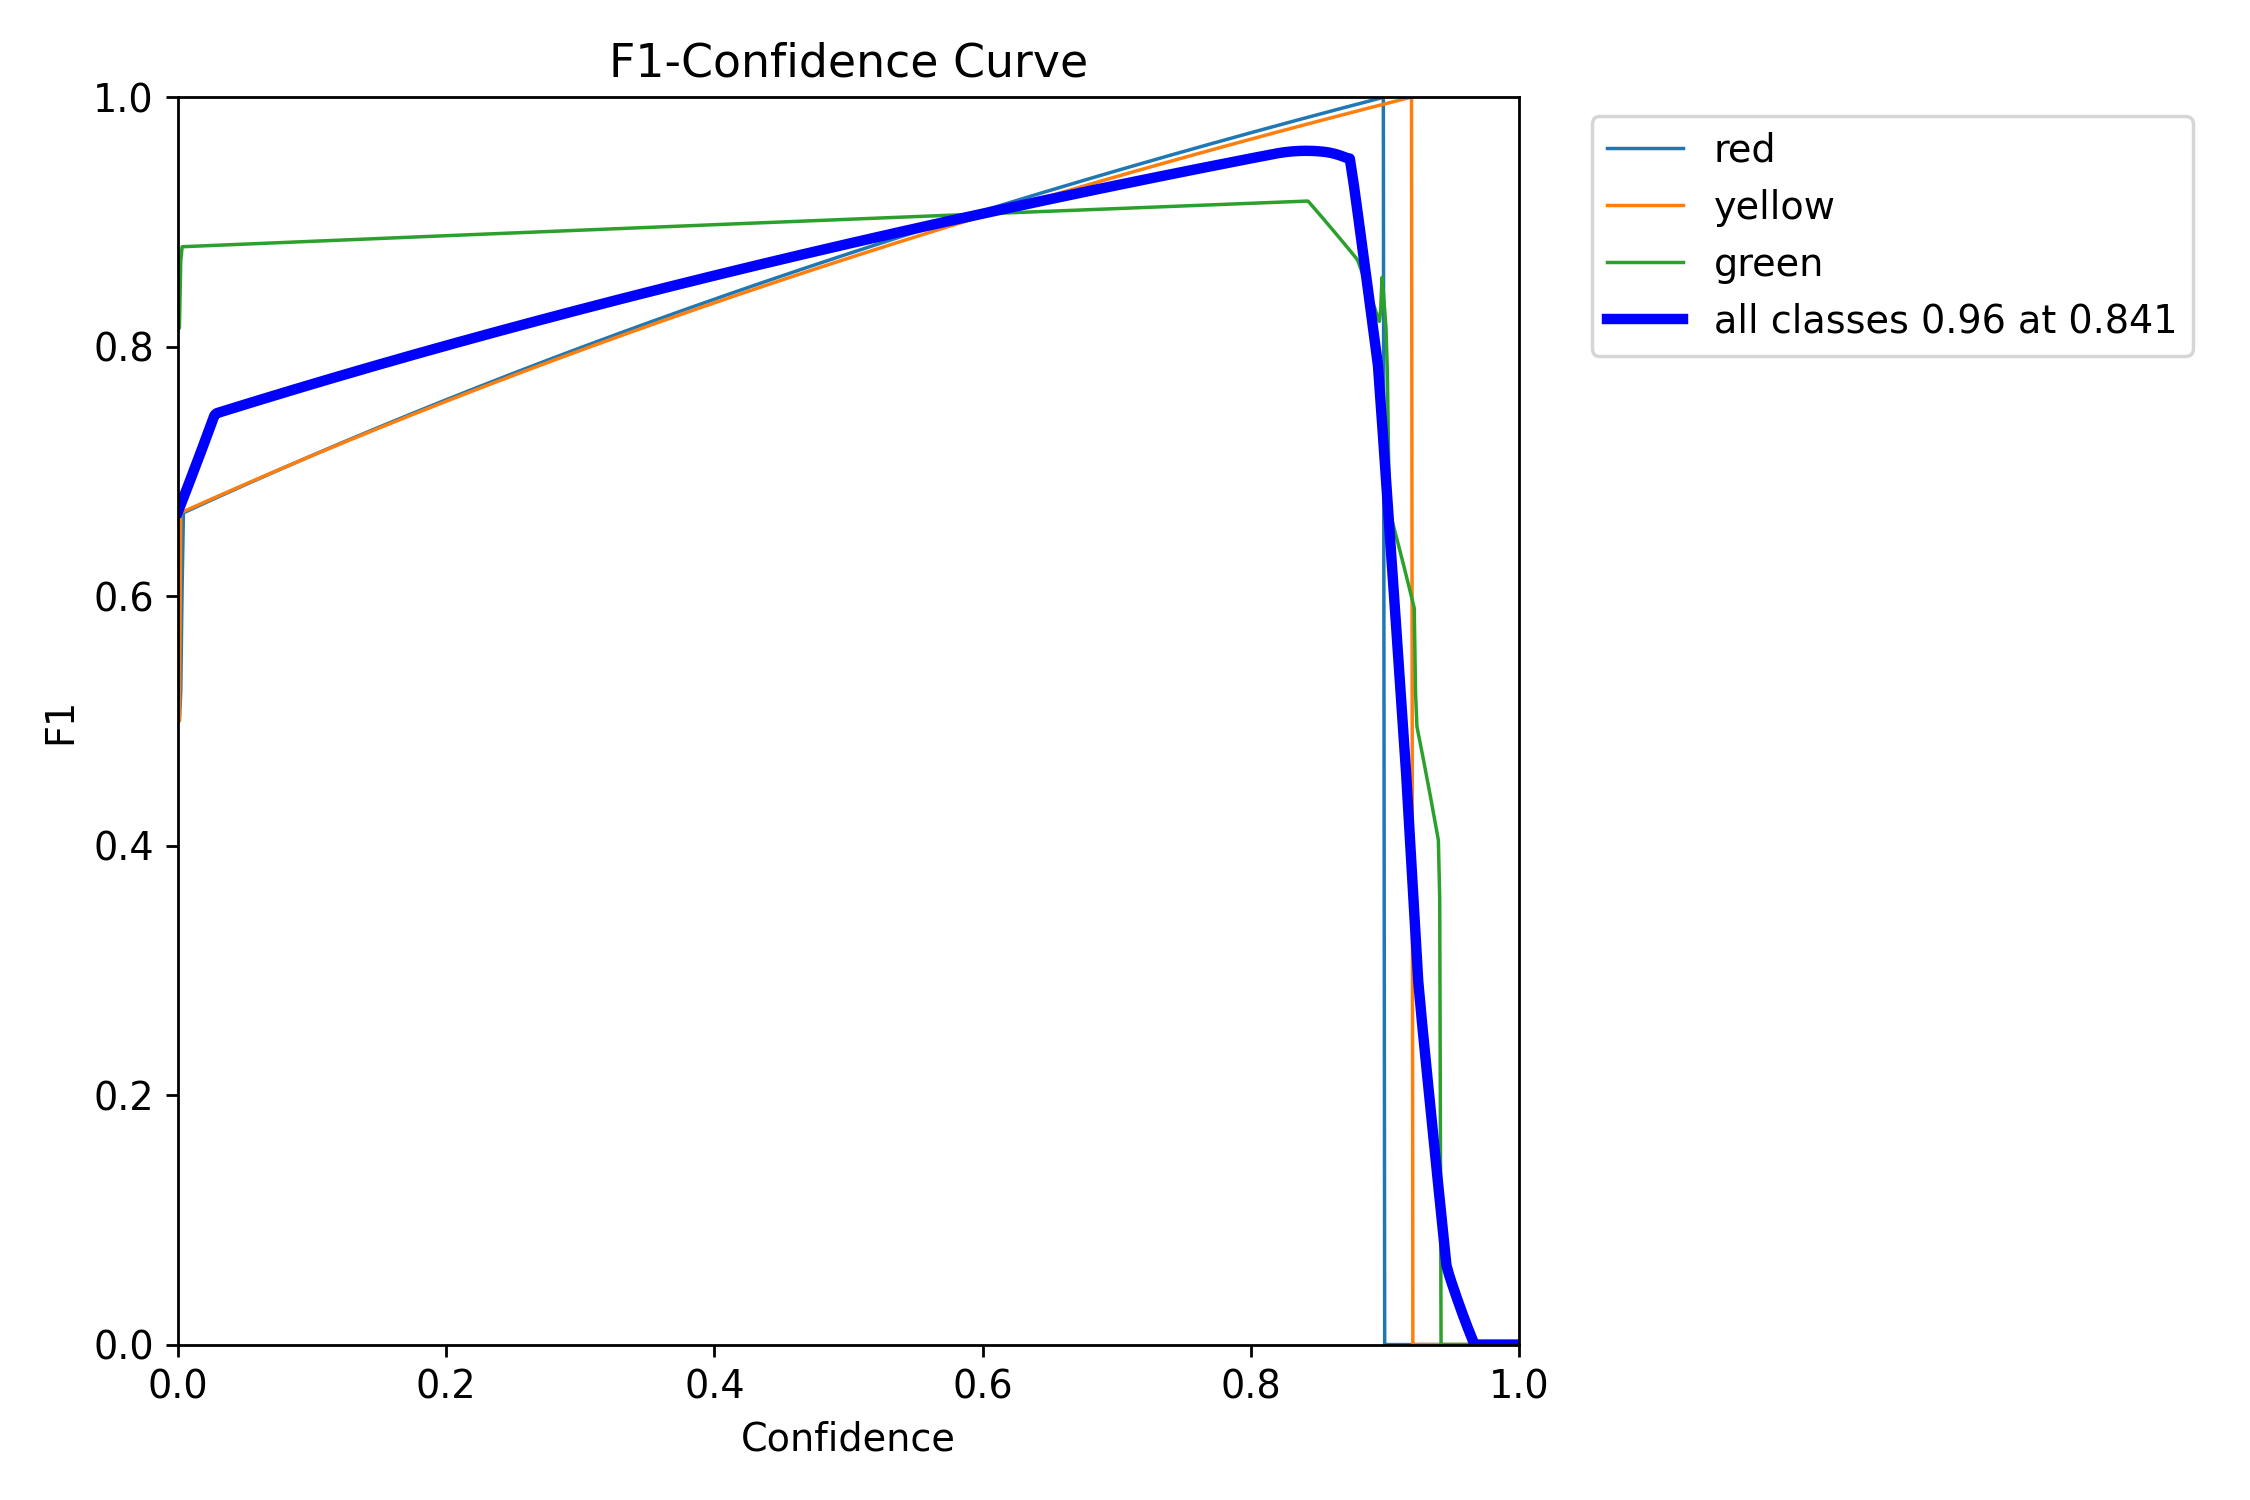 F1-Confidence Curve
1.0
0.8
0.6
0.4
0.2
0.0
F1
0.0 0.2 0.4 0.6 0.8 1.0
Confidence
red
yellow
green
all classes 0.96 at 0.841